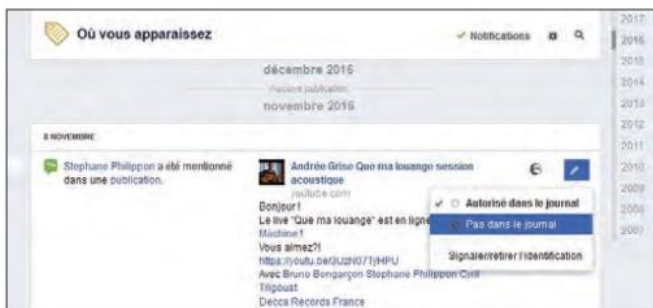 Où vous apparaissez
Notifications
décembre 2016
Aucune publication
novembre 2016
8 NOVEMBRE
Stephane Philippon a été mentionné
dans une publication.
Andrée Grise Que ma louange session
acoustique
youtube.com
Bonjour !
Le live "Que ma louange" est en ligne
Machine !
Vous aimez?!
Avec Bruno Bongarçon Stephane Philippon Cyril
Trigoust
Decca Records France
Autorisé dans le journal
Pas dans le journal
Signaler/retirer l'identification
2017
2016
2015
2014
2013
2012
2011
2010
2009
2008
2007